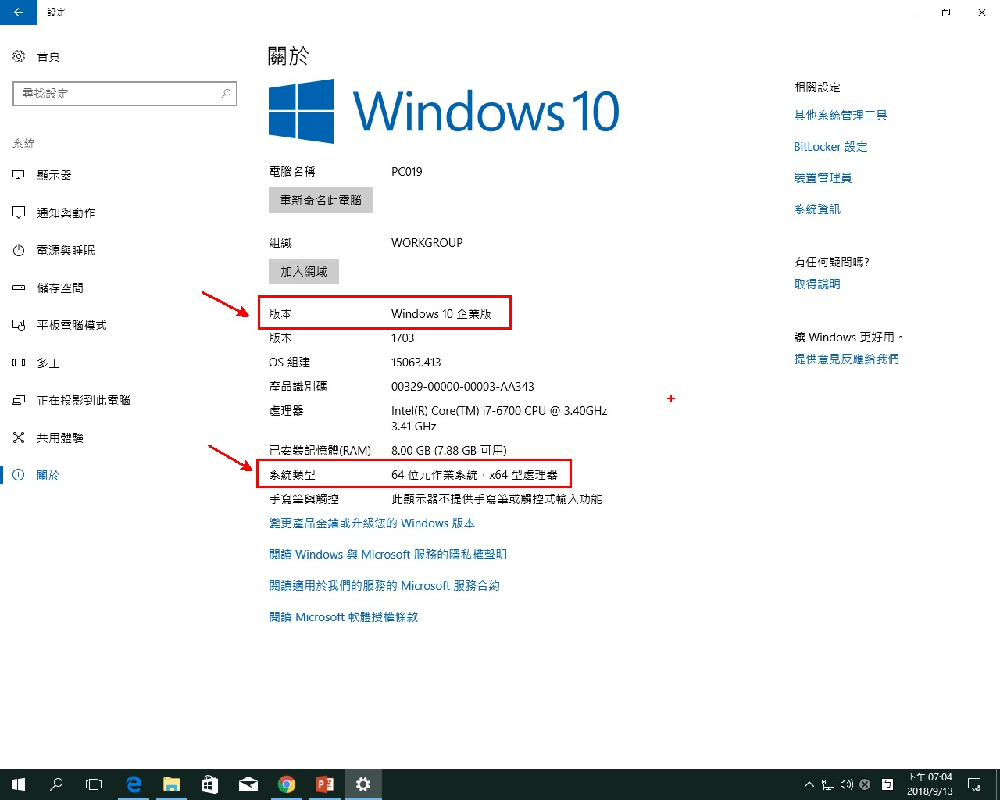 設定
首頁
尋找設定
系統
顯示器
通知與動作
電源與睡眠
儲存空間
平板電腦模式
多工
正在投影到此電腦
共用體驗
關於
關於
Windows 10
電腦名稱 PC019
重新命名此電腦
組織 WORKGROUP
加入網域
版本 Windows 10 企業版
版本 1703
OS 組建 15063.413
產品識別碼 00329-00000-00003-AA343
處理器 Intel(R) Core(TM) i7-6700 CPU @ 3.40GHz
3.41 GHz
已安裝記憶體(RAM) 8.00 GB (7.88 GB 可用)
系統類型 64 位元作業系統，x64 型處理器
手寫筆與觸控 此顯示器不提供手寫筆或觸控式輸入功能
變更產品金鑰或升級您的 Windows 版本
閱讀 Windows 與 Microsoft 服務的隱私權聲明
閱讀適用於我們的服務的 Microsoft 服務合約
閱讀 Microsoft 軟體授權條款
相關設定
其他系統管理工具
BitLocker 設定
裝置管理員
系統資訊
有任何疑問嗎?
取得說明
讓 Windows 更好用。
提供意見反應給我們
下午 07:04
2018/9/13